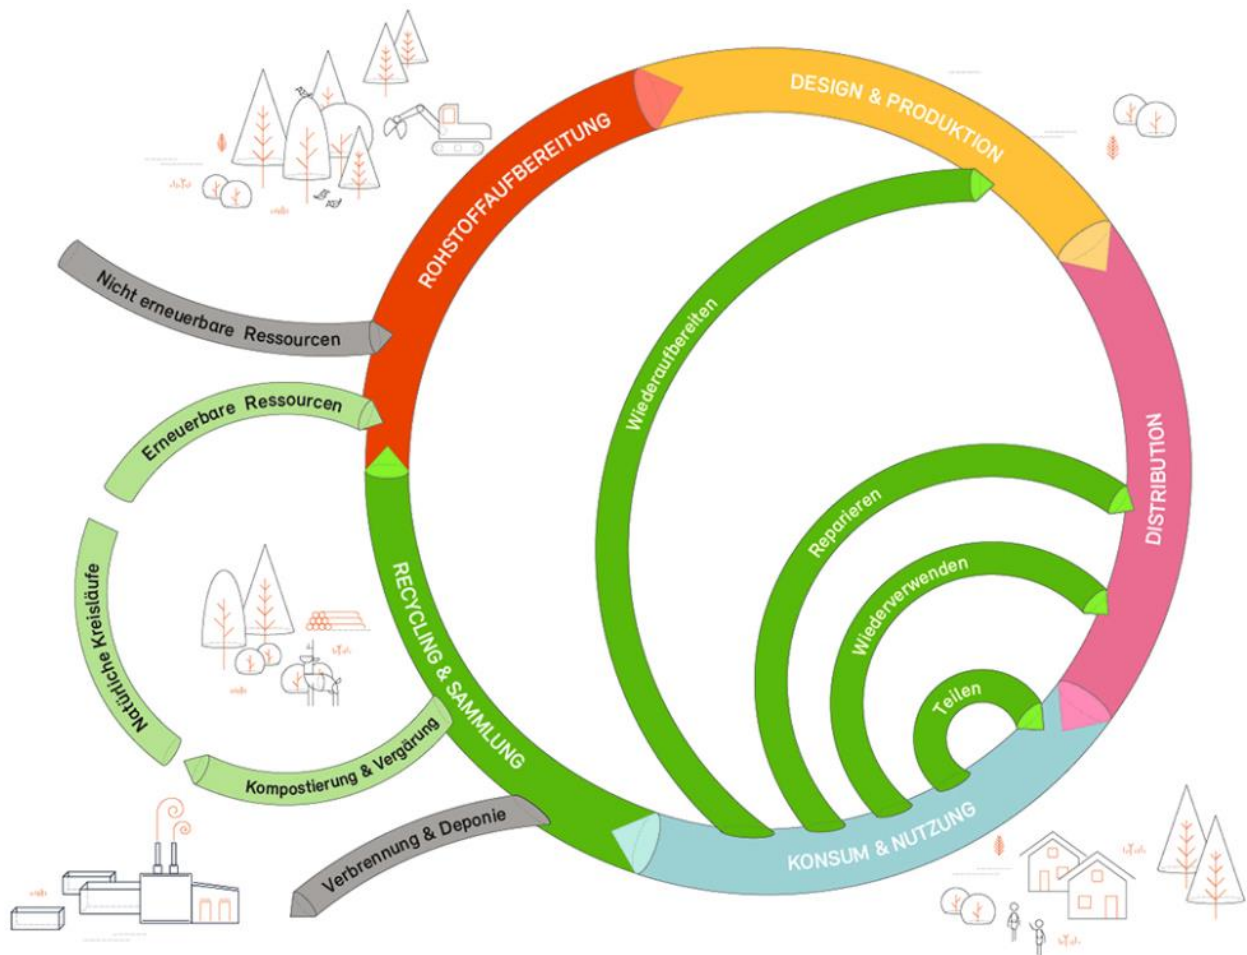 DESIGN & PRODUKTION
ROHSTOFFAUFBEREITUNG
Nicht erneuerbare Ressourcen
Wiederaufbereiten
Erneuerbare Ressourcen
DISTRIBUTION
Reparieren
Wiederverwenden
Natürliche Kreisläufe
RECYCLING & SAMMLUNG
Teilen
Kompostierung & Vergärung
Verbrennung & Deponie
KONSUM & NUTZUNG